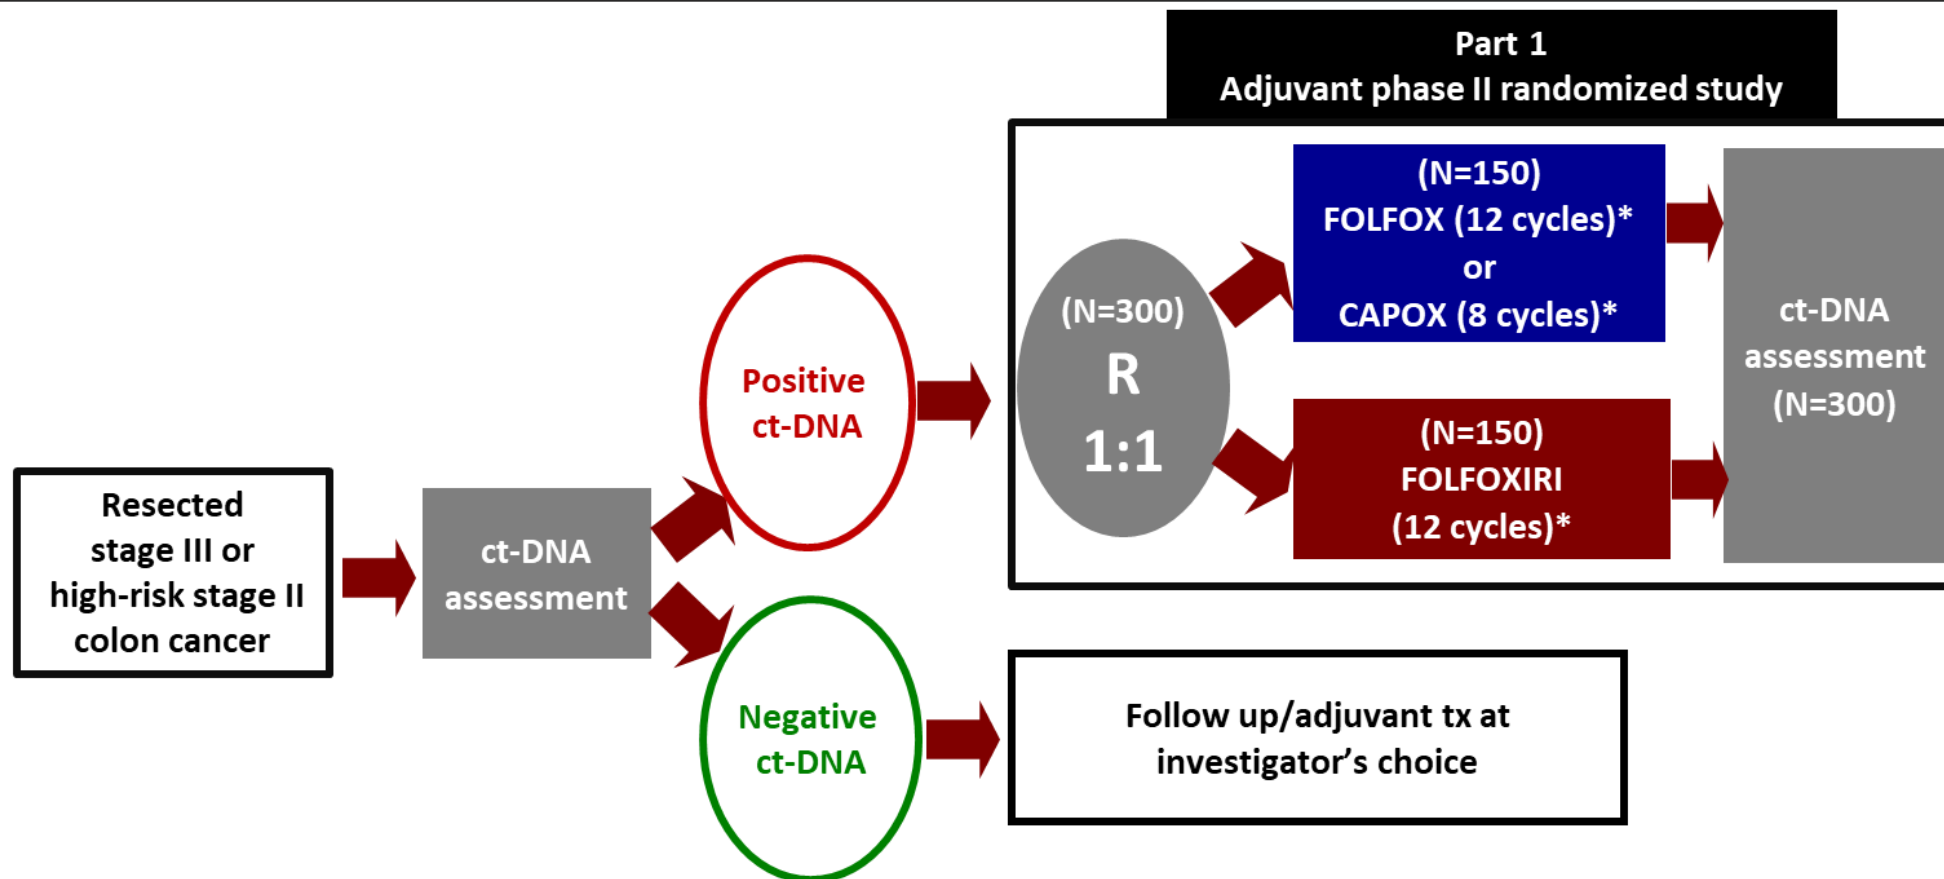 Part 1
Adjuvant phase II randomized study
Resected
stage III or
high-risk stage II
colon cancer
ct-DNA
assessment
Positive
ct-DNA
Negative
ct-DNA
(N=300)
R
1:1
(N=150)
FOLFOX (12 cycles)*
or
CAPOX (8 cycles)*
(N=150)
FOLFOXIRI
(12 cycles)*
ct-DNA
assessment
(N=300)
Follow up/adjuvant tx at
investigator’s choice